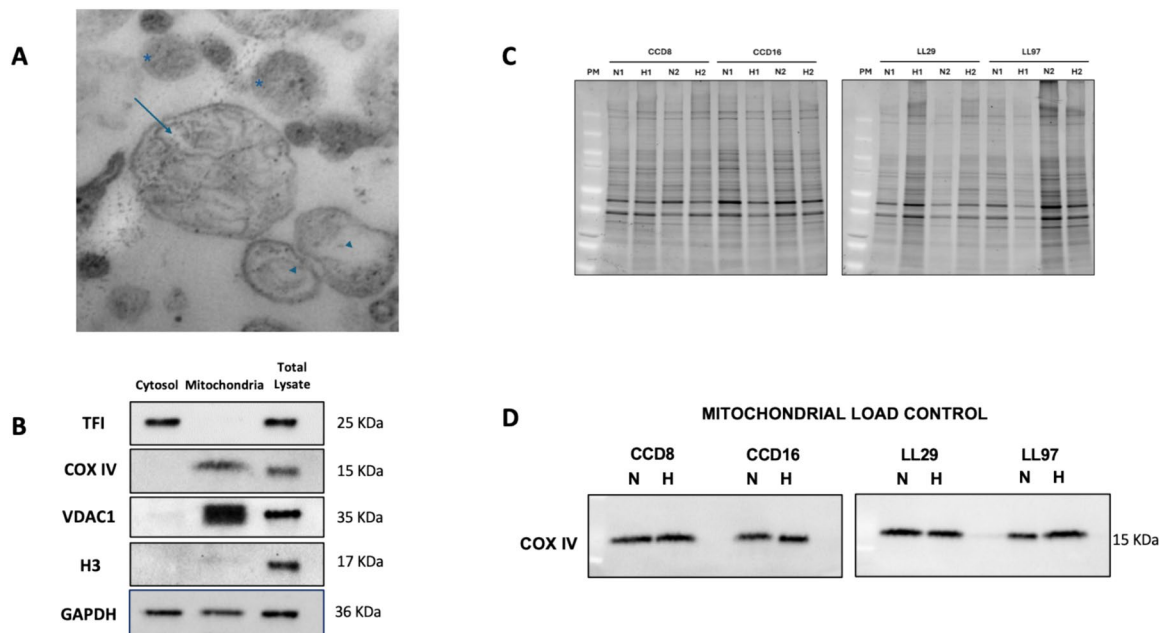 A
B
Cytosol Mitochondria Total Lysate
TFI 25 KDa
COX IV 15 KDa
VDAC1 35 KDa
H3 17 KDa
GAPDH 36 KDa
C
CCD8 CCD16 LL29 LL97
PM N1 H1 N2 H2 N1 H1 N2 H2 PM N1 H1 N2 H2 N1 H1 N2 H2
D
MITOCHONDRIAL LOAD CONTROL
CCD8 CCD16 LL29 LL97
N H N H N H N H
COX IV 15 KDa